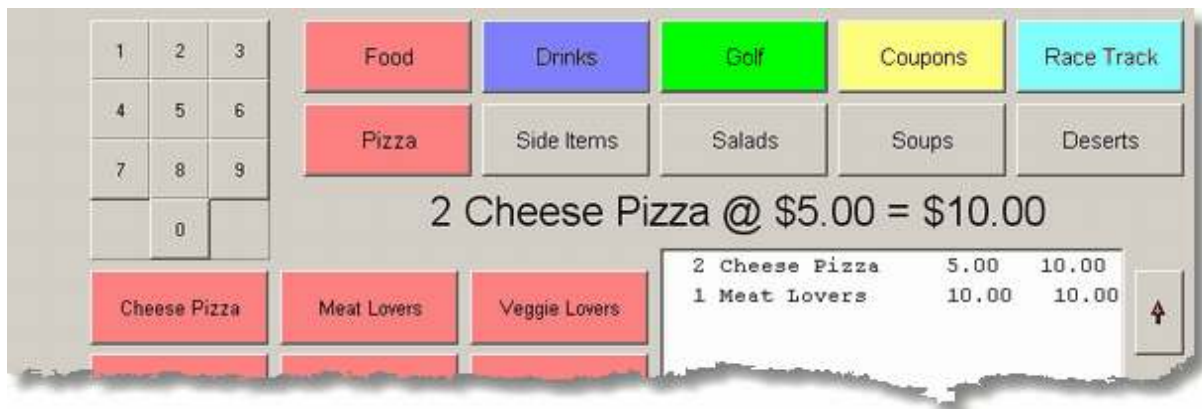 1 2 3 Food Drinks Golf Coupons Race Track
4 5 6 Pizza Side Items Salads Soups Deserts
7 8 9
0
2 Cheese Pizza @ $5.00 = $10.00
Cheese Pizza Meat Lovers Veggie Lovers
2 Cheese Pizza 5.00 10.00
1 Meat Lovers 10.00 10.00